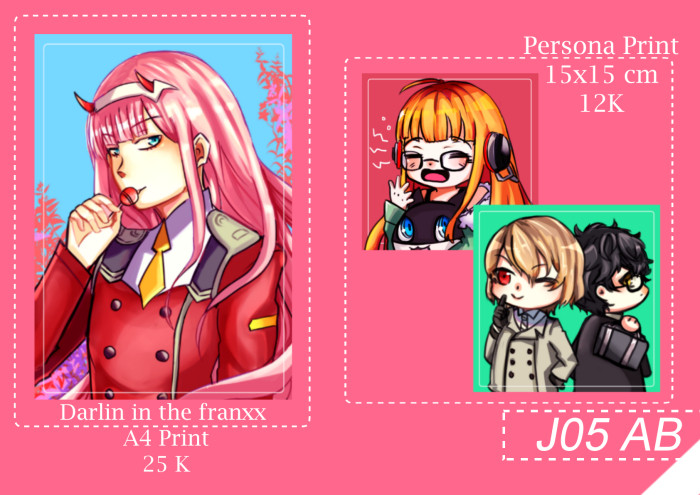 Darlin in the franxx
A4 Print
25 K
Persona Print
15x15 cm
12K
J05 AB